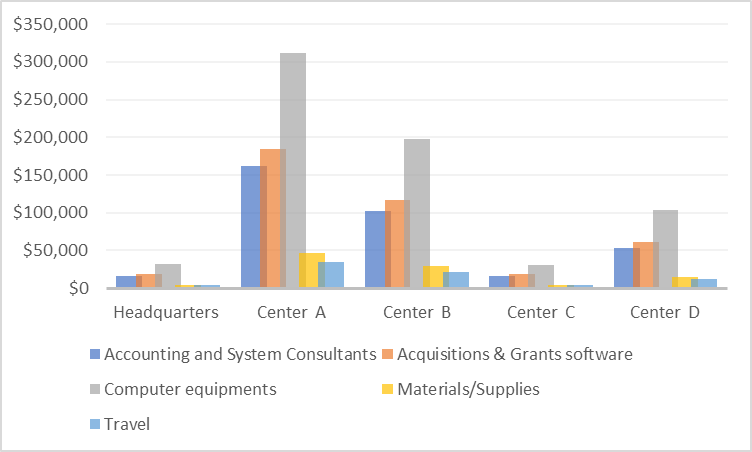 $350,000
$300,000
$250,000
$200,000
$150,000
$100,000
$50,000
$0
Headquarters Center A Center B Center C Center D
Accounting and System Consultants Acquisitions & Grants software
Computer equipments Materials/Supplies
Travel